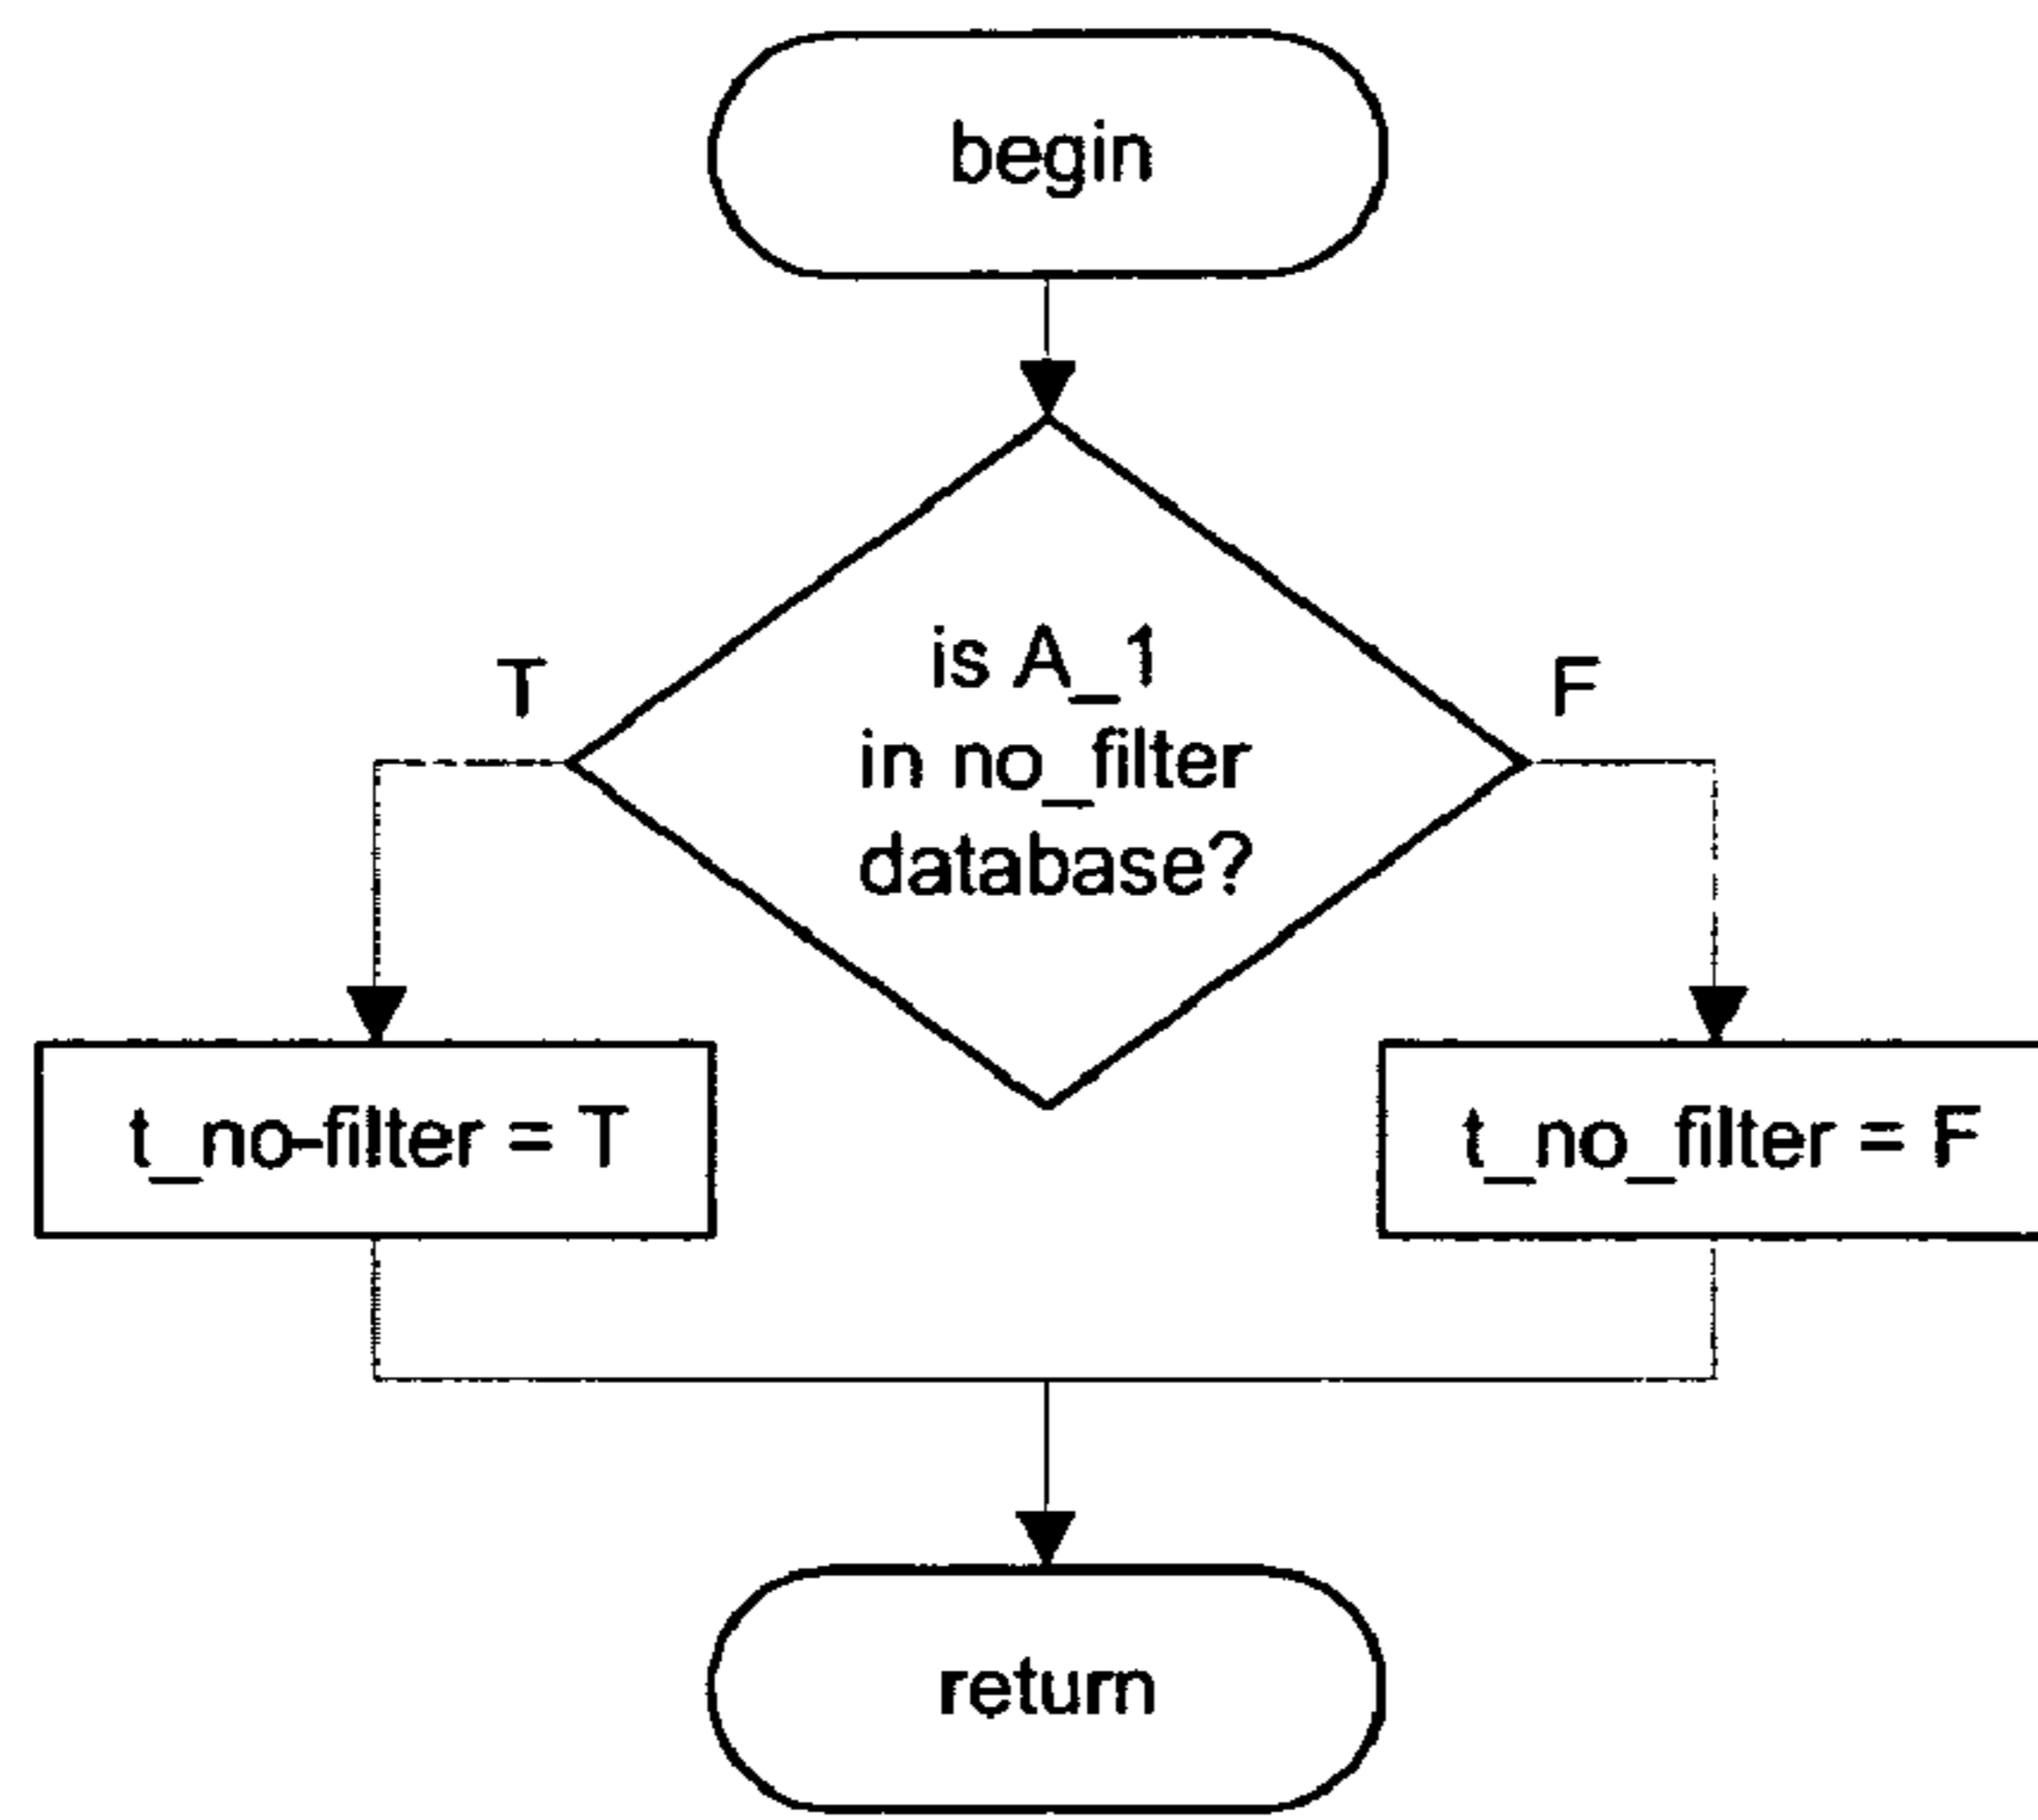 begin
is A_1
in no_filter
database?
T
F
t_no-filter = T
t_no_filter = F
return